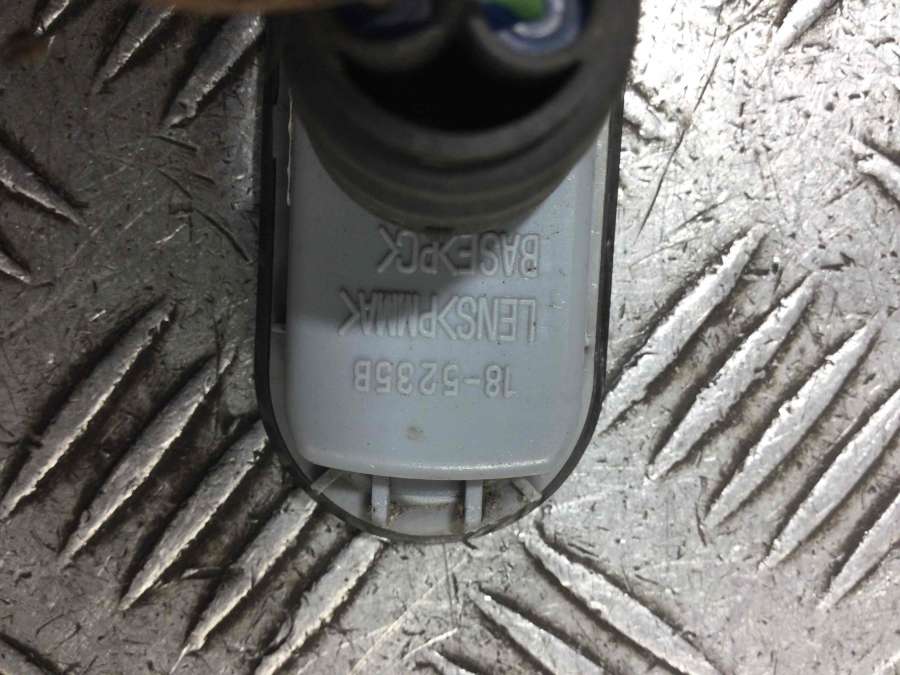 18-5235B
LENS>PMMA<
BASE>PC<